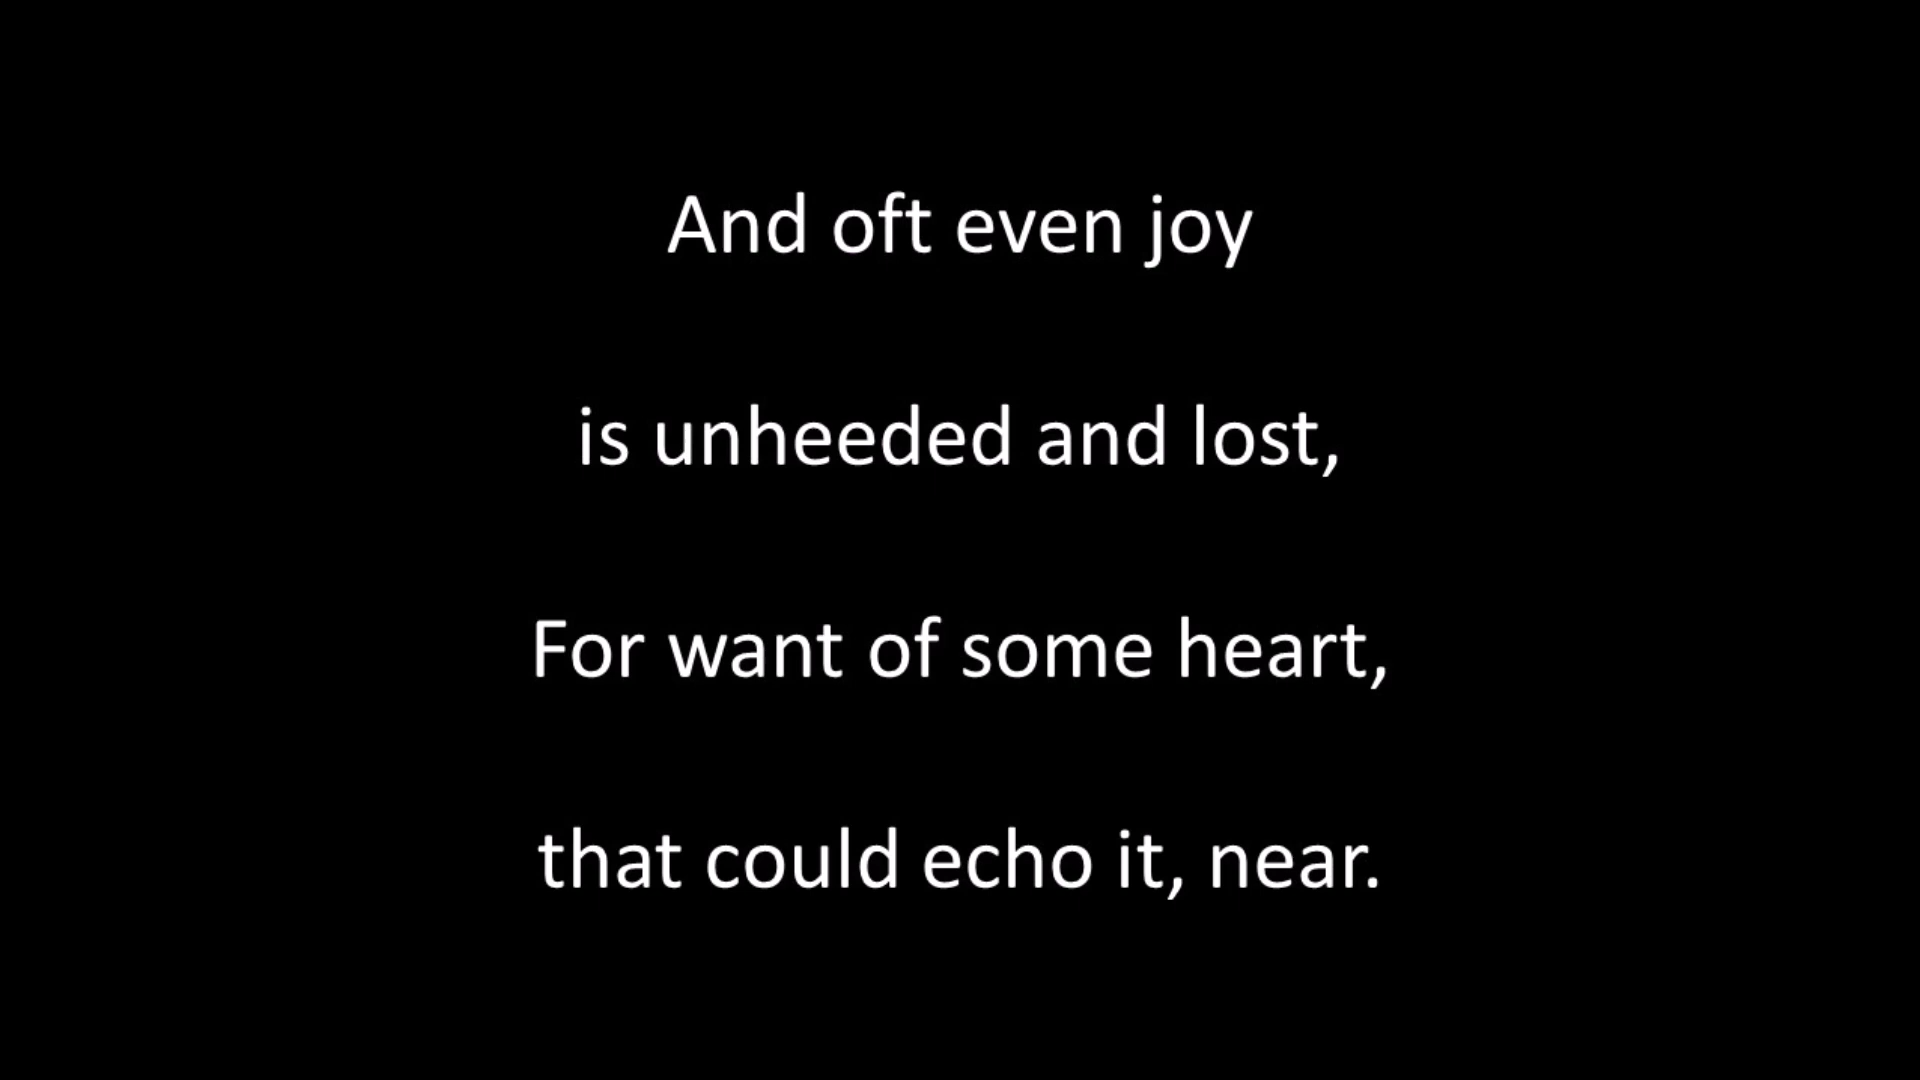 And oft even joy
is unheeded and lost,
For want of some heart,
that could echo it, near.